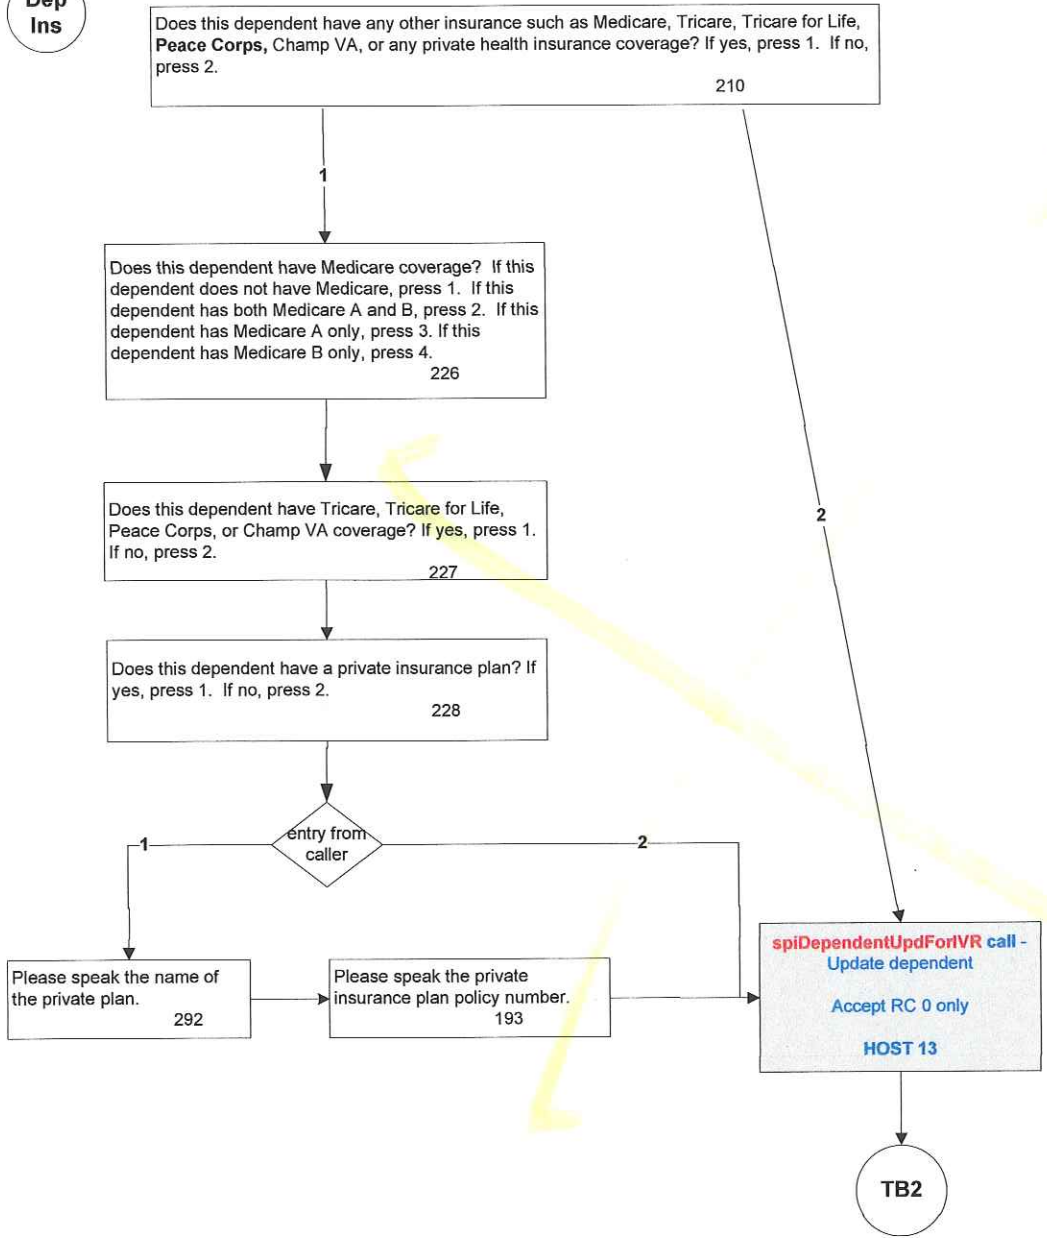 Dep
Ins
Does this dependent have any other insurance such as Medicare, Tricare, Tricare for Life,
Peace Corps, Champ VA, or any private health insurance coverage? If yes, press 1. If no,
press 2.
210
1
Does this dependent have Medicare coverage? If this
dependent does not have Medicare, press 1. If this
dependent has both Medicare A and B, press 2. If this
dependent has Medicare A only, press 3. If this
dependent has Medicare B only, press 4.
226
2
Does this dependent have Tricare, Tricare for Life,
Peace Corps, or Champ VA coverage? If yes, press 1.
If no, press 2.
227
Does this dependent have a private insurance plan? If
yes, press 1. If no, press 2.
228
entry from
caller
1
2
Please speak the name of
the private plan.
292
Please speak the private
insurance plan policy number.
193
spiDependentUpdForIVR call -
Update dependent
Accept RC 0 only
HOST 13
TB2